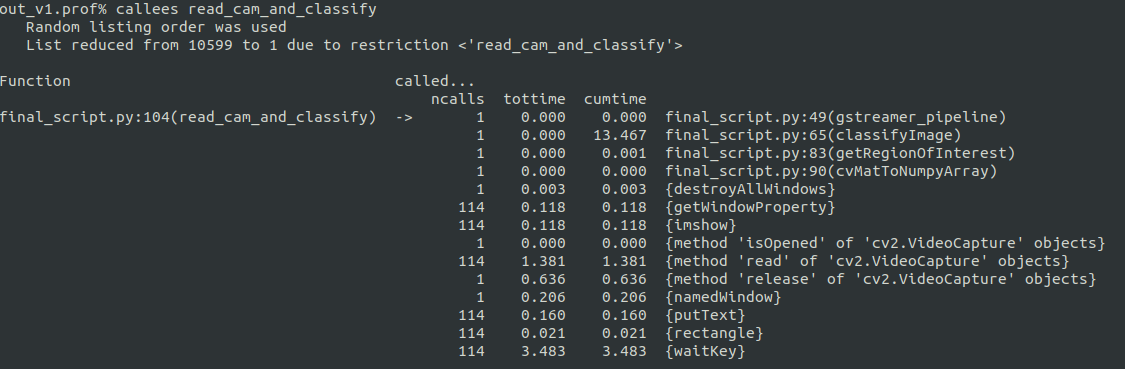 out_v1.prof% callees read_cam_and_classify
Random listing order was used
List reduced from 10599 to 1 due to restriction <'read_cam_and_classify'>
Function called...
ncalls tottime cumtime
final_script.py:104(read_cam_and_classify) -> 1 0.000 0.000 final_script.py:49(gstreamer_pipeline)
1 0.000 13.467 final_script.py:65(classifyImage)
1 0.000 0.001 final_script.py:83(getRegionOfInterest)
1 0.000 0.000 final_script.py:90(cvMatToNumpyArray)
1 0.003 0.003 {destroyAllWindows}
114 0.118 0.118 {getWindowProperty}
114 0.118 0.118 {imshow}
1 0.000 0.000 {method 'isOpened' of 'cv2.VideoCapture' objects}
114 1.381 1.381 {method 'read' of 'cv2.VideoCapture' objects}
1 0.636 0.636 {method 'release' of 'cv2.VideoCapture' objects}
1 0.206 0.206 {namedWindow}
114 0.160 0.160 {putText}
114 0.021 0.021 {rectangle}
114 3.483 3.483 {waitKey}